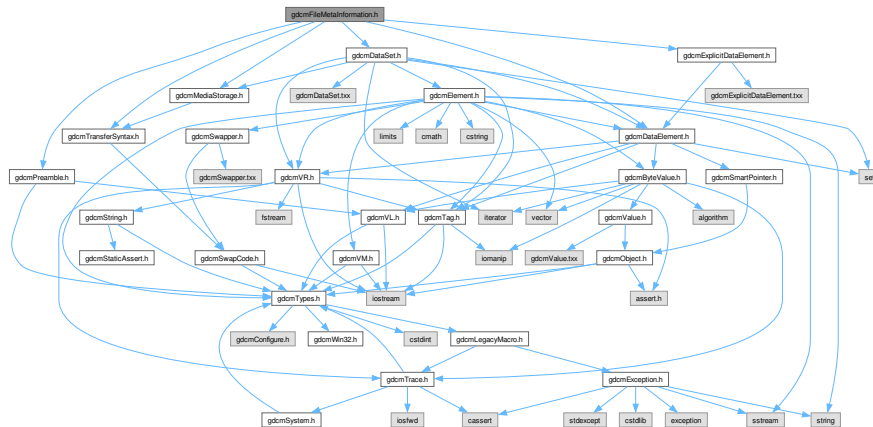 gdcmFileMetaInformation.h
gdcmDataSet.h
gdcmExplicitDataElement.h
gdcmMediaStorage.h
gdcmDataSet.txx
gdcmElement.h
gdcmExplicitDataElement.txx
gdcmTransferSyntax.h
gdcmSwapper.h
limits
cmath
cstring
gdcmDataElement.h
gdcmPreamble.h
gdcmSwapper.txx
gdcmVR.h
gdcmByteValue.h
gdcmSmartPointer.h
set
gdcmString.h
fstream
gdcmVL.h
gdcmTag.h
iterator
vector
gdcmValue.h
algorithm
gdcmStaticAssert.h
gdcmSwapCode.h
gdcmVM.h
iomanip
gdcmValue.txx
gdcmObject.h
gdcmTypes.h
iostream
assert.h
gdcmConfigure.h
gdcmWin32.h
cstdint
gdcmLegacyMacro.h
gdcmTrace.h
gdcmException.h
gdcmSystem.h
iosfwd
cassert
stdexcept
cstdlib
exception
sstream
string